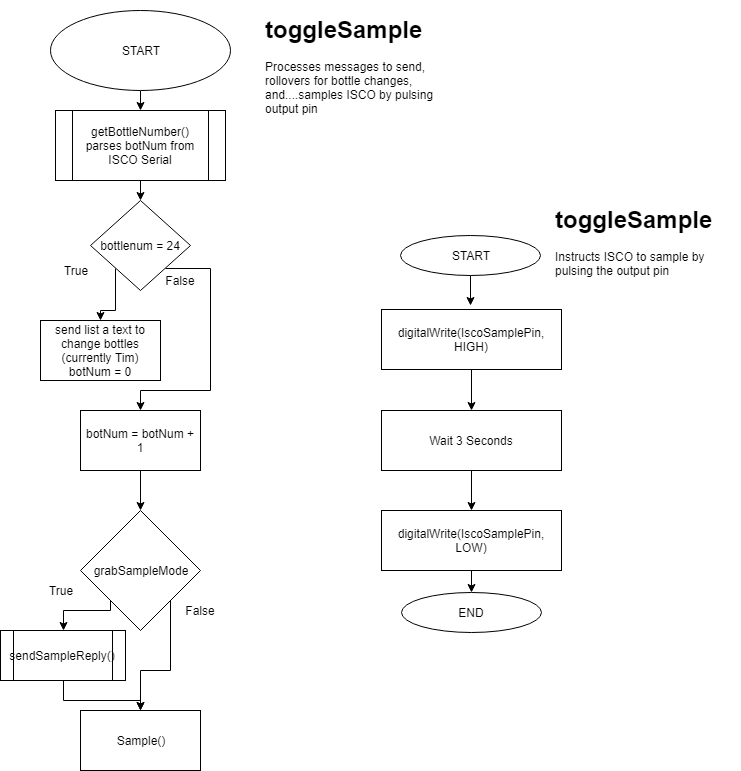 START
toggleSample
Processes messages to send,
rollovers for bottle changes,
and....samples ISCO by pulsing
output pin
getBottleNumber()
parses botNum from
ISCO Serial
bottlenum = 24
True
False
send list a text to
change bottles
(currently Tim)
botNum = 0
botNum = botNum +
1
grabSampleMode
True
False
sendSampleReply()
Sample()
toggleSample
Instructs ISCO to sample by
pulsing the output pin
START
digitalWrite(IscoSamplePin,
HIGH)
Wait 3 Seconds
digitalWrite(IscoSamplePin,
LOW)
END